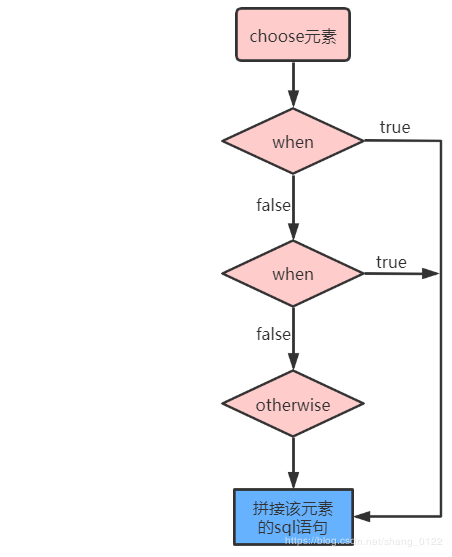 choose元素
when
true
false
when
true
false
otherwise
拼接该元素
的sql语句
https://blog.csdn.net/shang_0122